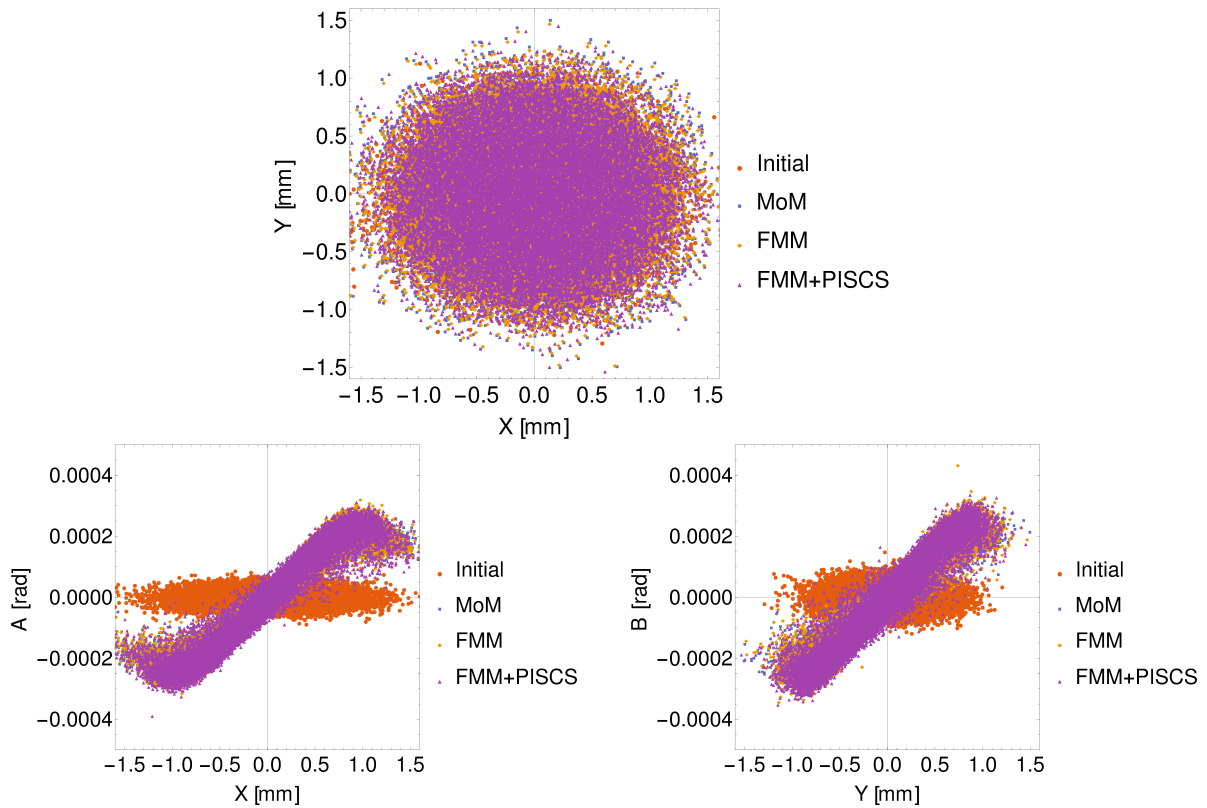 1.5
1.0
0.5
0.0
−0.5
−1.0
−1.5
Y [mm]
−1.5 −1.0 −0.5 0.0 0.5 1.0 1.5
X [mm]
Initial
MoM
FMM
FMM+PISCS
0.0004
0.0002
0.0000
−0.0002
−0.0004
A [rad]
−1.5 −1.0 −0.5 0.0 0.5 1.0 1.5
X [mm]
Initial
MoM
FMM
FMM+PISCS
0.0004
0.0002
0.0000
−0.0002
−0.0004
B [rad]
−1.5 −1.0 −0.5 0.0 0.5 1.0 1.5
Y [mm]
Initial
MoM
FMM
FMM+PISCS